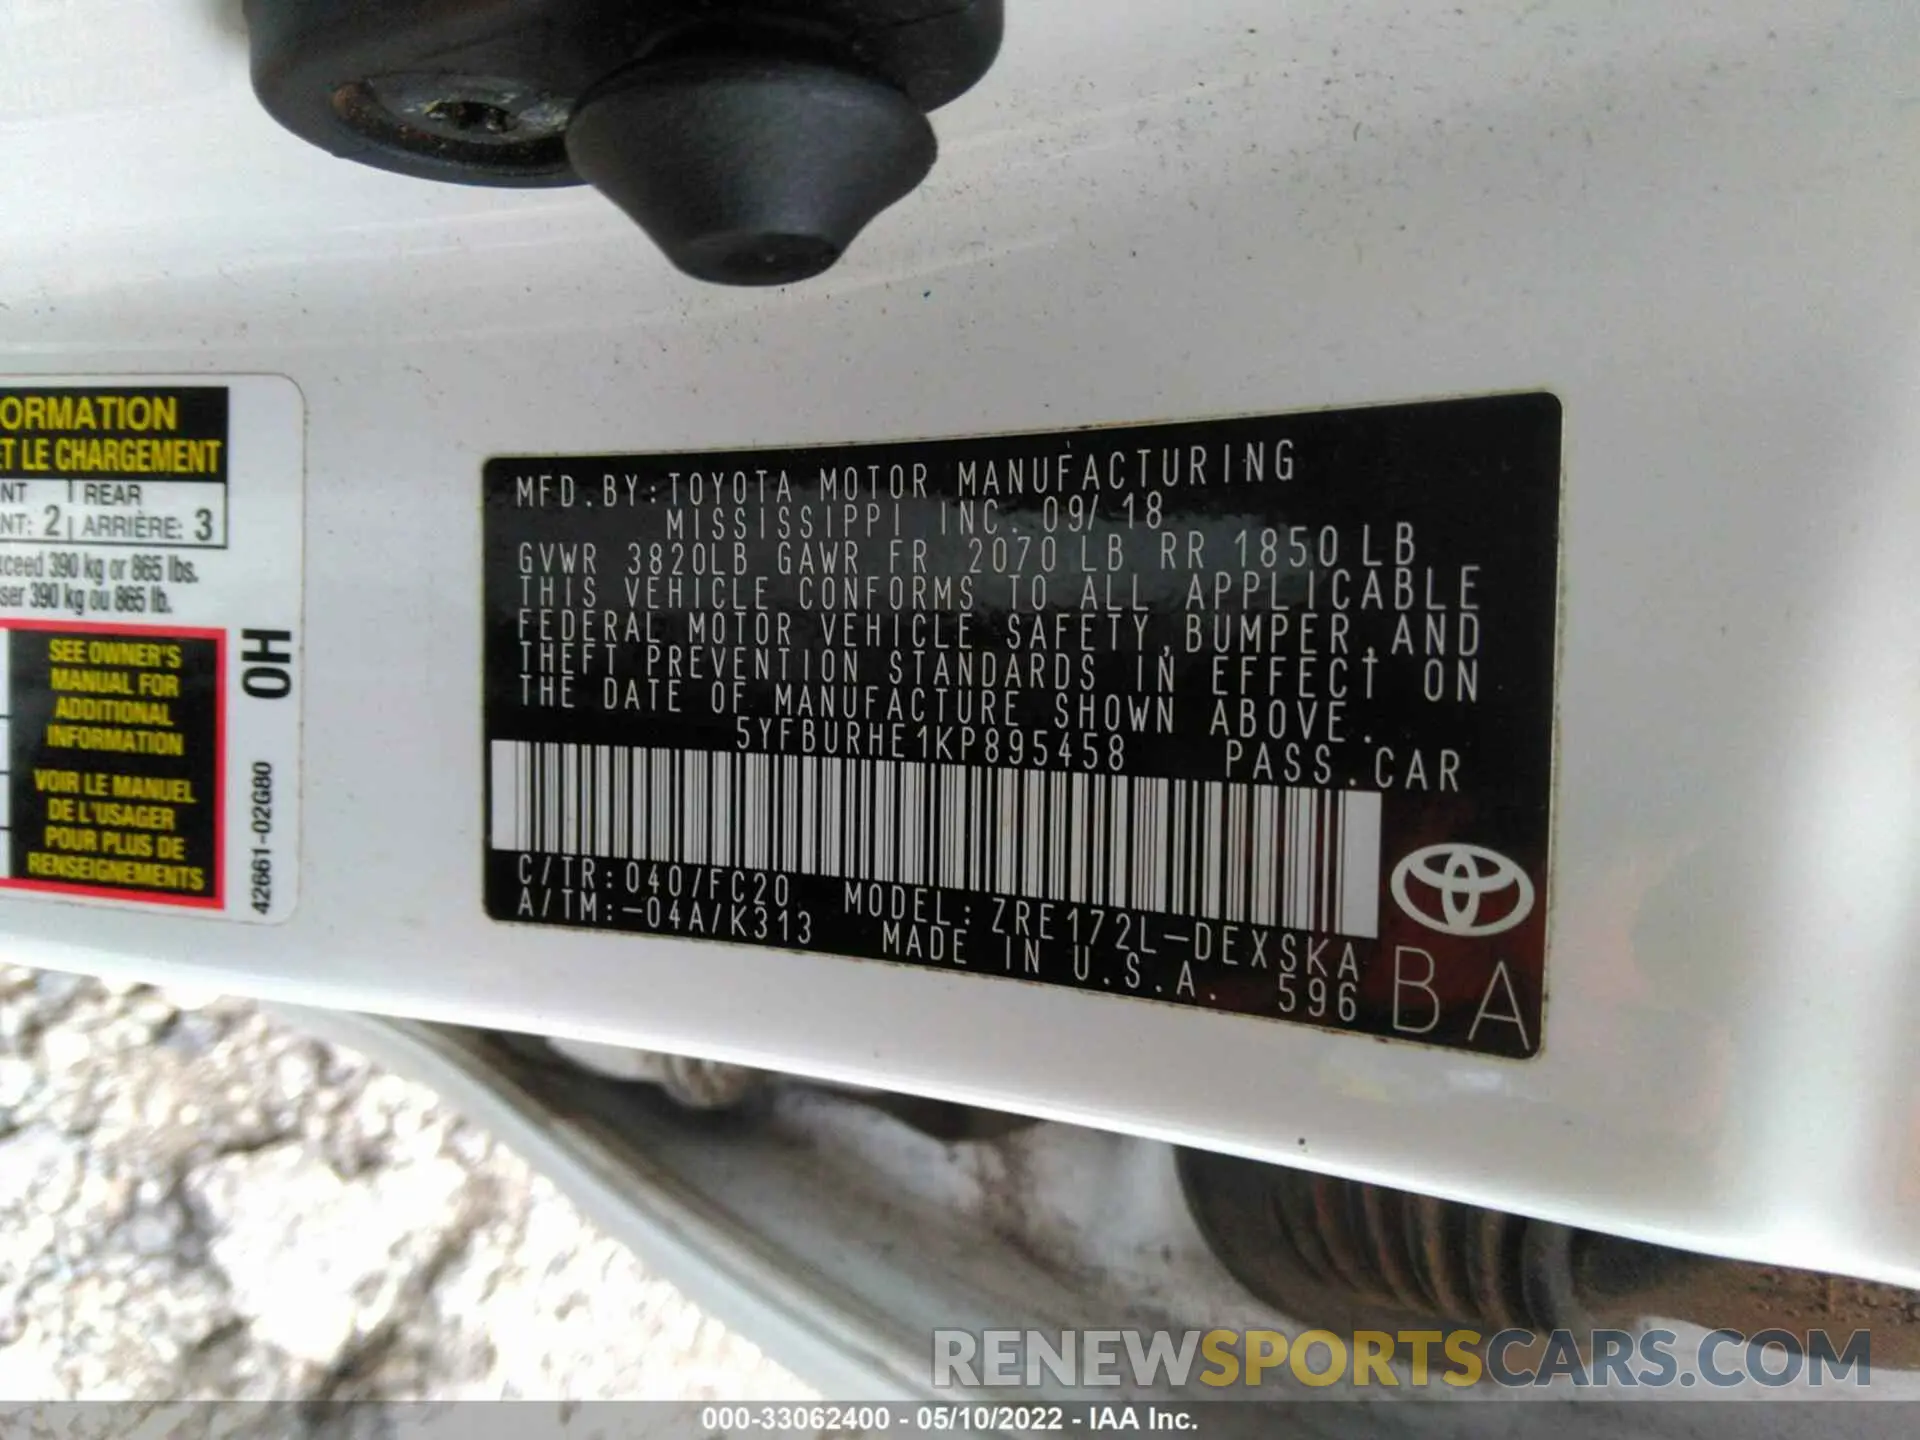 ORMATION
ET LE CHARGEMENT
NT | REAR
NT: 2 | ARRIÈRE: 3
xceed 390 kg or 865 lbs.
ser 390 kg ou 865 lb.
SEE OWNER'S
MANUAL FOR
ADDITIONAL
INFORMATION
VOIR LE MANUEL
DE L'USAGER
POUR PLUS DE
RENSEIGNEMENTS
0H
42661-02G80
MFD.BY:TOYOTA MOTOR MANUFACTURING
MISSISSIPPI INC. 09/18
GVWR 3820LB GAWR FR 2070LB RR 1850LB
THIS VEHICLE CONFORMS TO ALL APPLICABLE
FEDERAL MOTOR VEHICLE SAFETY,BUMPER,AND
THEFT PREVENTION STANDARDS IN EFFECT ON
THE DATE OF MANUFACTURE SHOWN ABOVE.
5YFBURHE1KP895458 PASS.CAR
C/TR:040/FC20 MODEL:ZRE172L-DEXSKA
A/TM:-04A/K313 MADE IN U.S.A. 596
BA
RENEWSPORTSCARS.COM
000-33062400 - 05/10/2022 - IAA Inc.